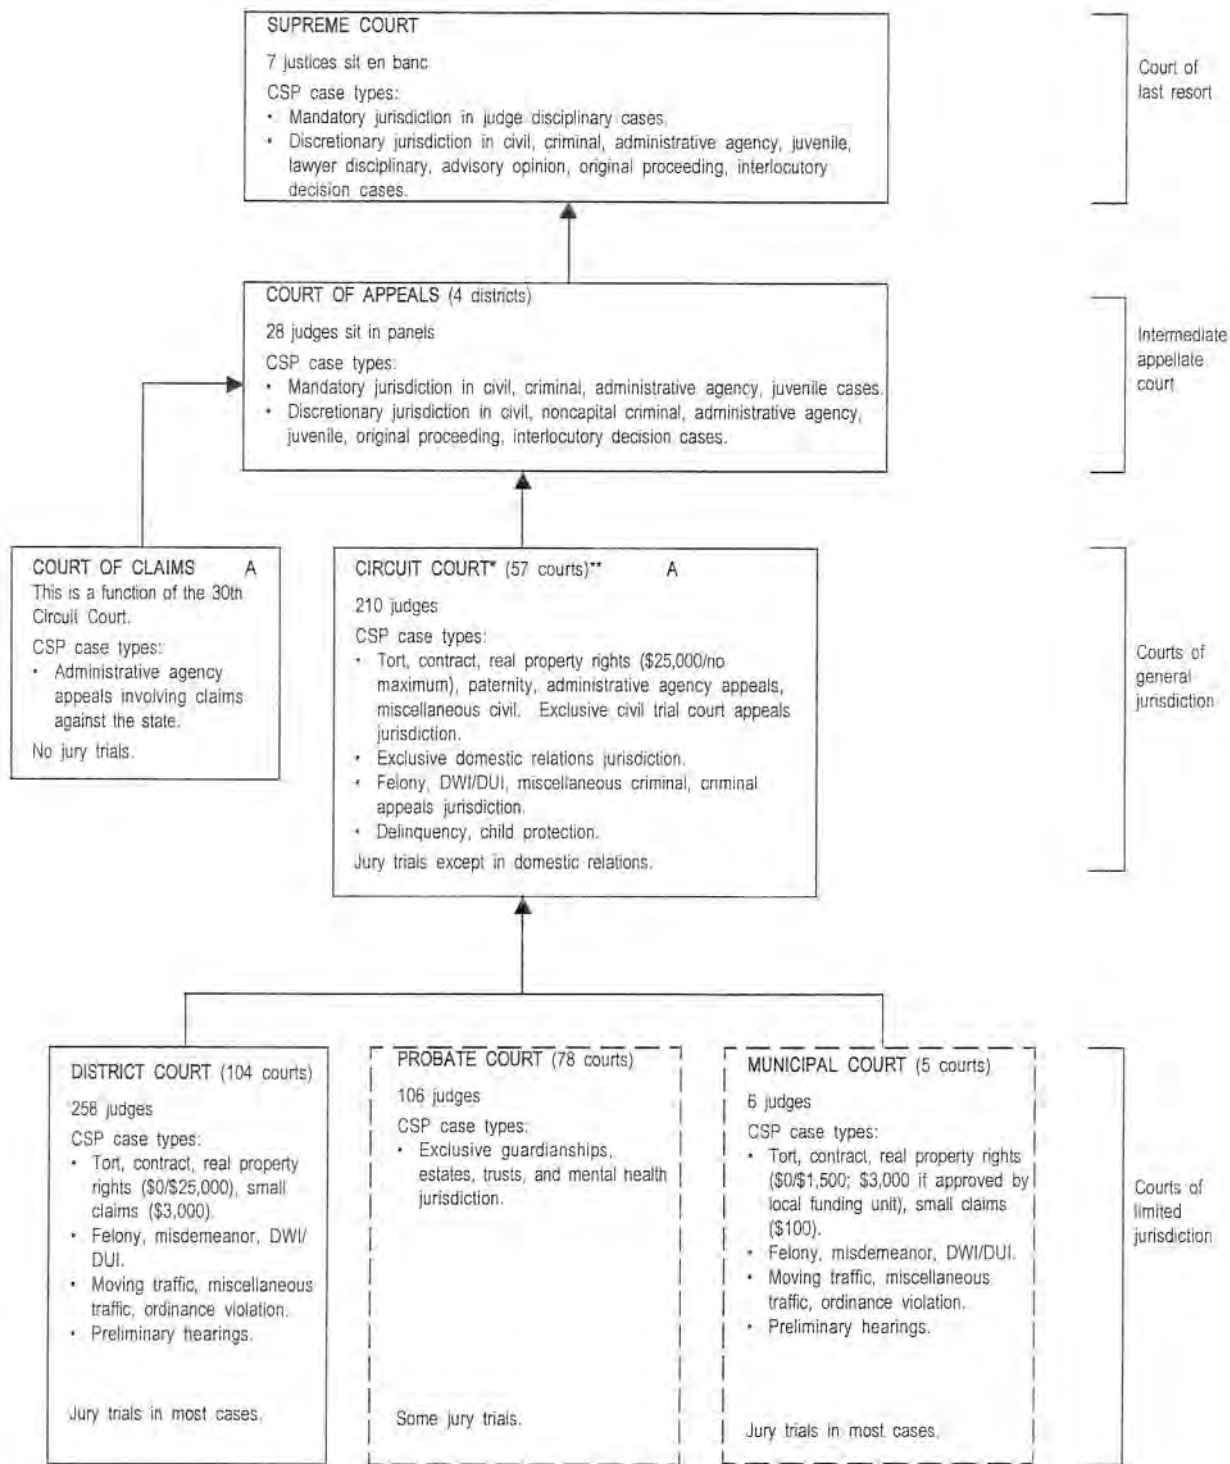 SUPREME COURT
7 justices sit en banc
CSP case types:
• Mandatory jurisdiction in judge disciplinary cases.
• Discretionary jurisdiction in civil, criminal, administrative agency, juvenile,
lawyer disciplinary, advisory opinion, original proceeding, interlocutory
decision cases.
Court of
last resort
COURT OF APPEALS (4 districts)
28 judges sit in panels
CSP case types:
• Mandatory jurisdiction in civil, criminal, administrative agency, juvenile cases.
• Discretionary jurisdiction in civil, noncapital criminal, administrative agency,
juvenile, original proceeding, interlocutory decision cases.
Intermediate
appellate
court
COURT OF CLAIMS A
This is a function of the 30th
Circuit Court.
CSP case types:
• Administrative agency
appeals involving claims
against the state.
No jury trials.
CIRCUIT COURT* (57 courts)** A
210 judges
CSP case types:
• Tort, contract, real property rights ($25,000/no
maximum), paternity, administrative agency appeals,
miscellaneous civil. Exclusive civil trial court appeals
jurisdiction.
• Exclusive domestic relations jurisdiction.
• Felony, DWI/DUI, miscellaneous criminal, criminal
appeals jurisdiction.
• Delinquency, child protection.
Jury trials except in domestic relations.
Courts of
general
jurisdiction
DISTRICT COURT (104 courts)
258 judges
CSP case types:
• Tort, contract, real property
rights ($0/$25,000), small
claims ($3,000).
• Felony, misdemeanor, DWI/
DUI.
• Moving traffic, miscellaneous
traffic, ordinance violation.
• Preliminary hearings.
Jury trials in most cases.
PROBATE COURT (78 courts)
106 judges
CSP case types:
• Exclusive guardianships,
estates, trusts, and mental health
jurisdiction.
Some jury trials.
MUNICIPAL COURT (5 courts)
6 judges
CSP case types:
• Tort, contract, real property rights
($0/$1,500; $3,000 if approved by
local funding unit), small claims
($100).
• Felony, misdemeanor, DWI/DUI.
• Moving traffic, miscellaneous
traffic, ordinance violation.
• Preliminary hearings.
Jury trials in most cases.
Courts of
limited
jurisdiction